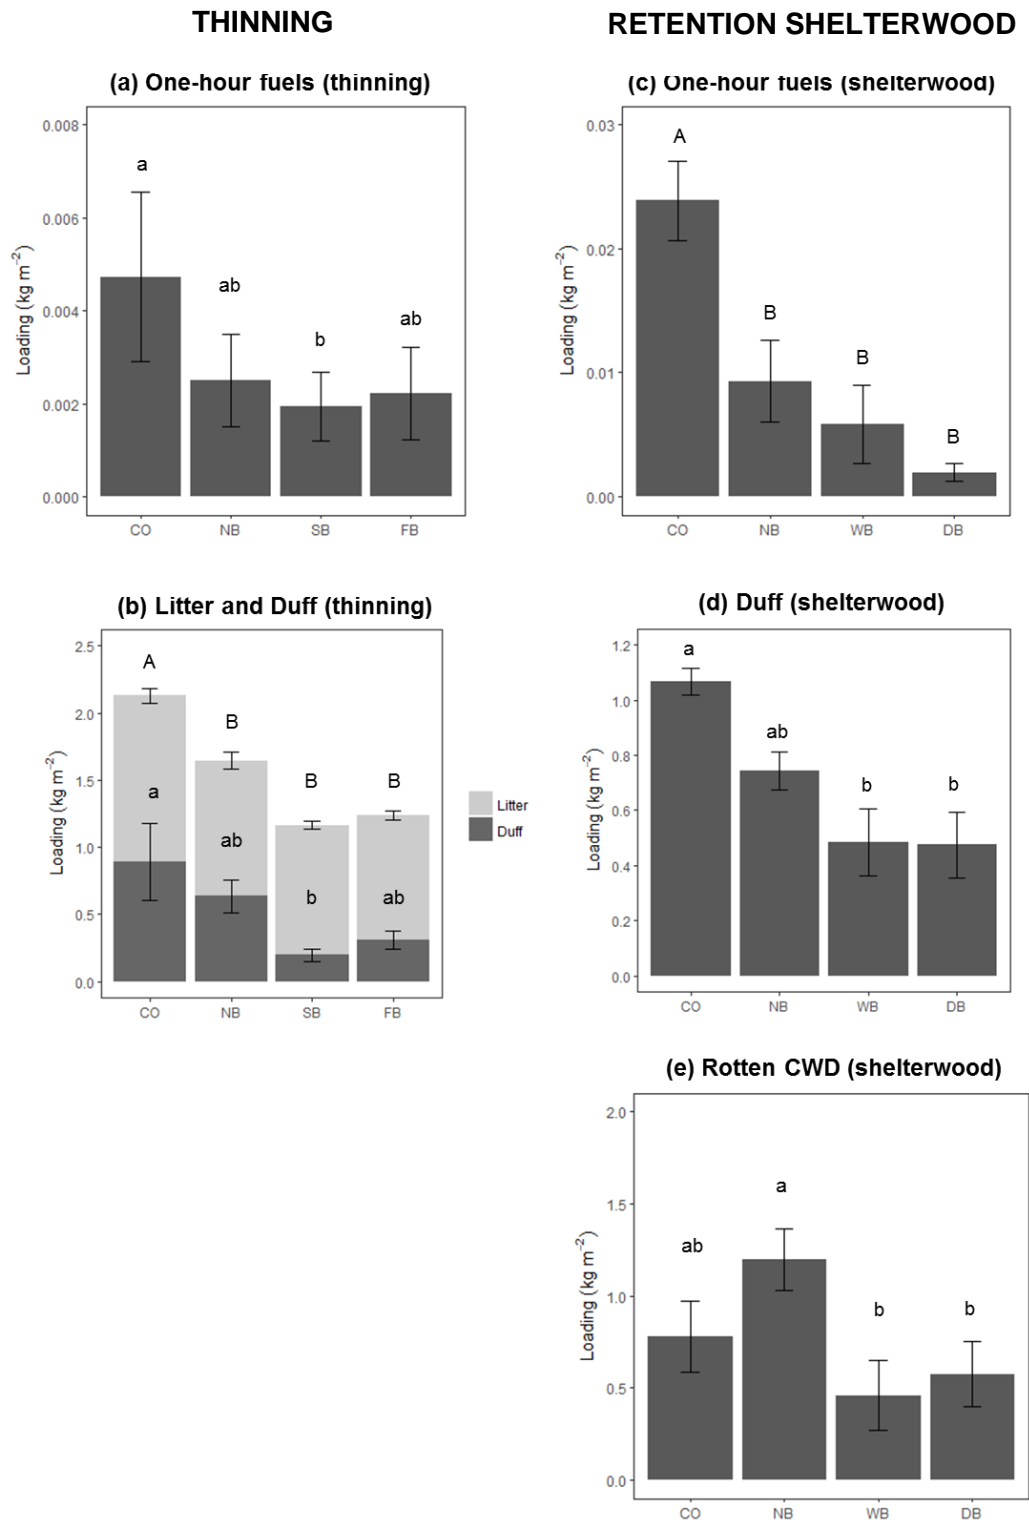 THINNING
RETENTION SHELTERWOOD
(a) One-hour fuels (thinning)
0.008
0.006
0.004
0.002
0.000
Loading (kg m⁻²)
a
ab
b
ab
CO NB SB FB
(c) One-hour fuels (shelterwood)
0.03
0.02
0.01
0.00
Loading (kg m⁻²)
A
B
B
B
CO NB WB DB
(b) Litter and Duff (thinning)
2.5
2.0
1.5
1.0
0.5
0.0
Loading (kg m⁻²)
A
B
B
B
a
ab
b
ab
CO NB SB FB
Litter
Duff
(d) Duff (shelterwood)
1.2
1.0
0.8
0.6
0.4
0.2
0.0
Loading (kg m⁻²)
a
ab
b
b
CO NB WB DB
(e) Rotten CWD (shelterwood)
2.0
1.5
1.0
0.5
0.0
Loading (kg m⁻²)
ab
a
b
b
CO NB WB DB